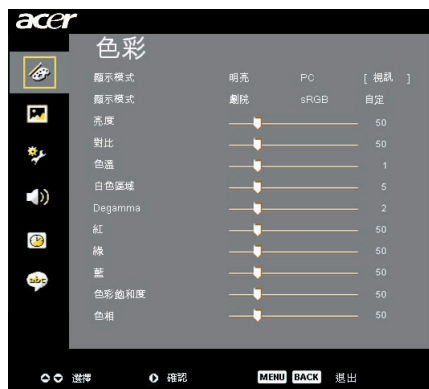 acer
色彩
顯示模式 明亮 PC [ 視訊 ]
顯示模式 劇院 sRGB 自定
亮度 50
對比 50
色溫 1
白色區域 5
Degamma 2
紅 50
綠 50
藍 50
色彩飽和度 50
色相 50
abc
選擇 確認 MENU BACK 退出